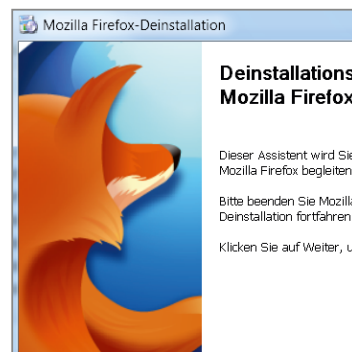 Mozilla Firefox-Deinstallation
Deinstallations
Mozilla Firefox
Dieser Assistent wird Sie
Mozilla Firefox begleiten
Bitte beenden Sie Mozill
Deinstallation fortfahren
Klicken Sie auf Weiter, u